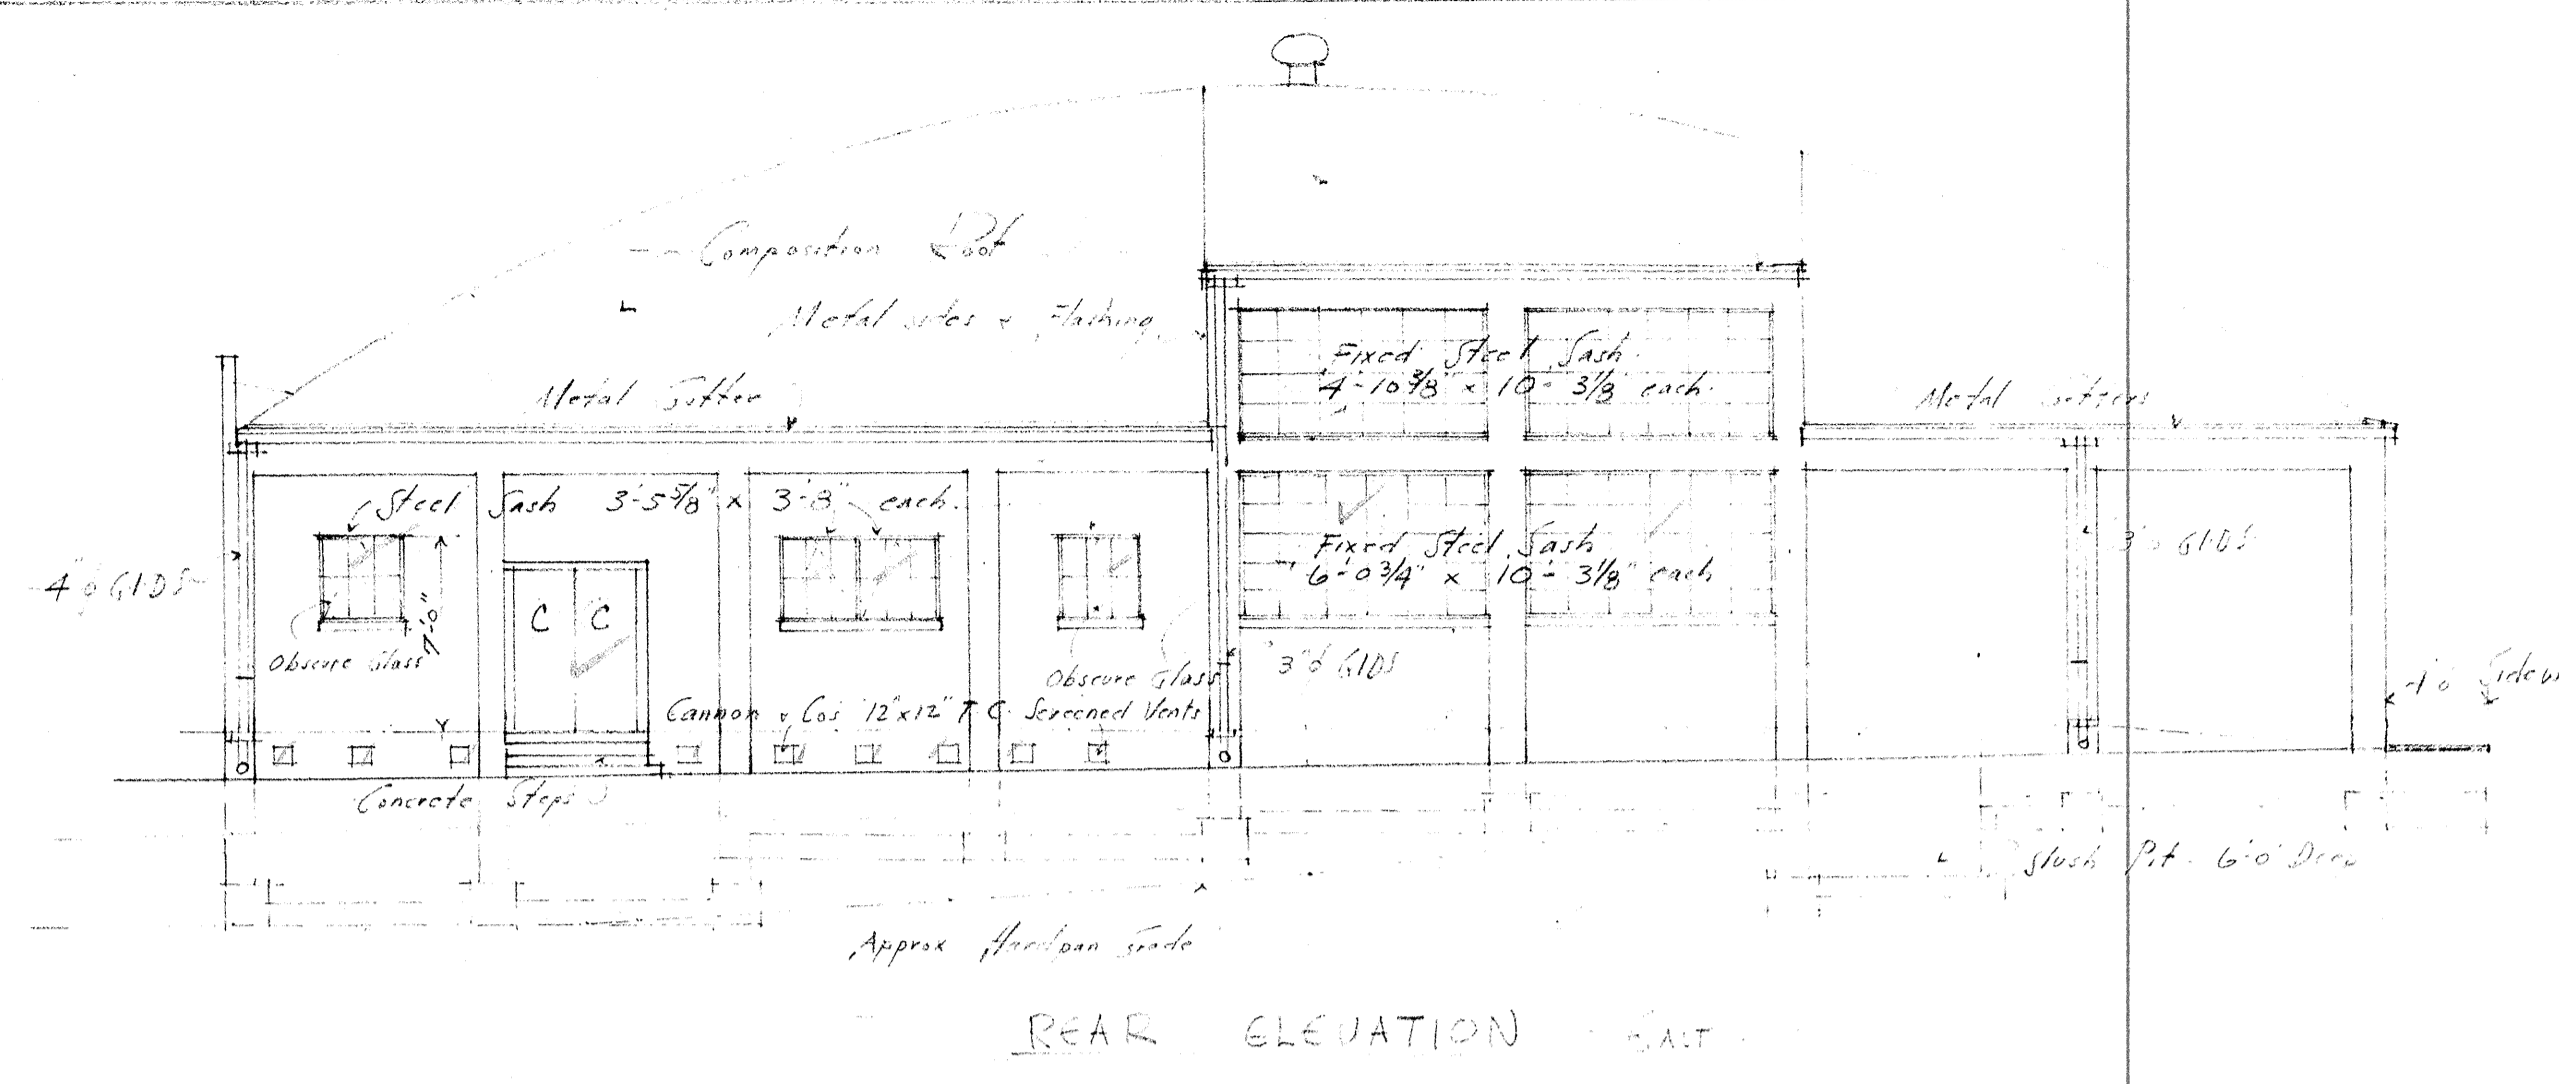 Composition Roof
Metal sides & Flashing
Fixed Steel Sash
4'-10 3/8" x 10'-3 1/8" each.
Metal Gutter
Metal Gutters
Steel Sash 3'-5 5/8" x 3'-8" each.
Fixed Steel Sash
6'-0 3/4" x 10'-3 1/8" each
3"ø GIDS
4"ø GIDS
7'-0"
C C
Obscure Glass
Obscure Glass
3"ø GIDS
Cannon & Cos 12"x12" T.C. Screened Vents
Concrete Steps
Slush Pit - 6'-0" Deep
Approx Hardpan Grade
REAR ELEVATION EAST